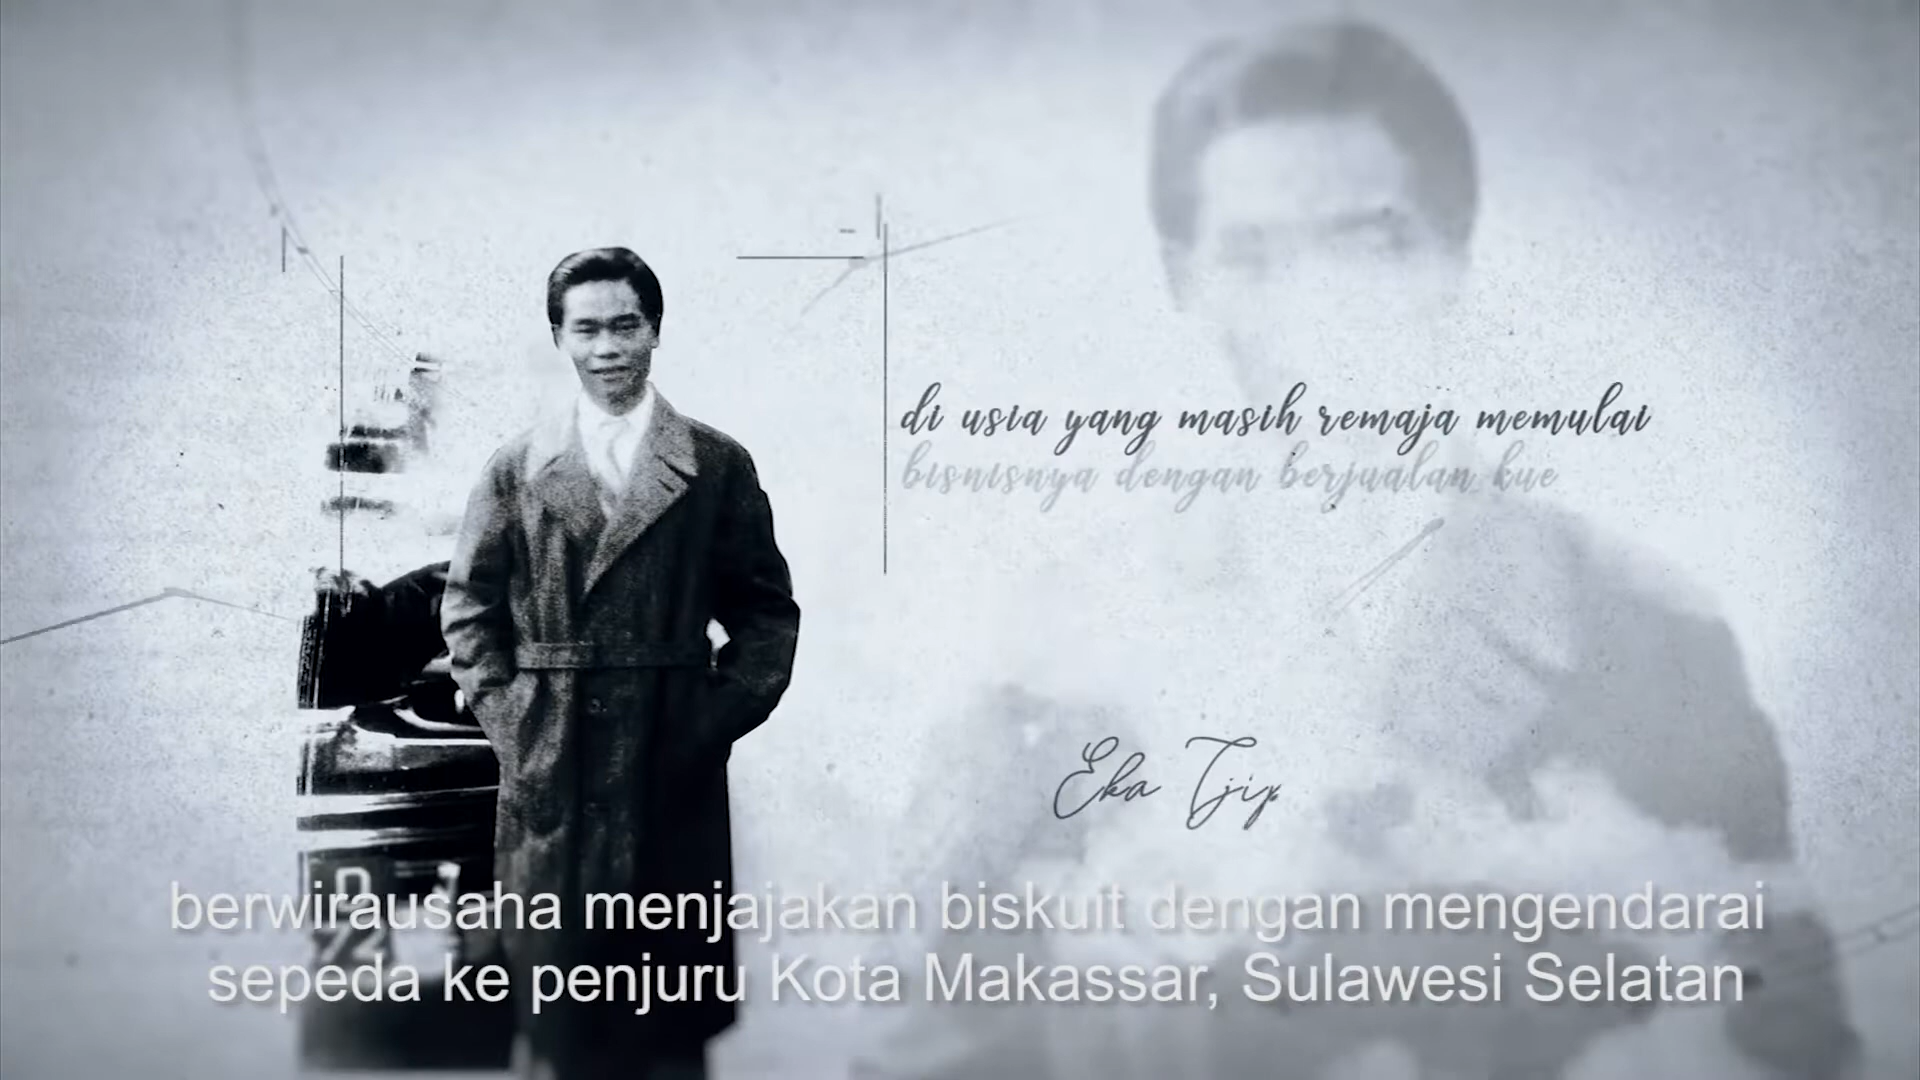 di usia yang masih remaja memulai
bisnisnya dengan berjualan kue
Eka Tjip
berwirausaha menjajakan biskuit dengan mengendarai
sepeda ke penjuru Kota Makassar, Sulawesi Selatan